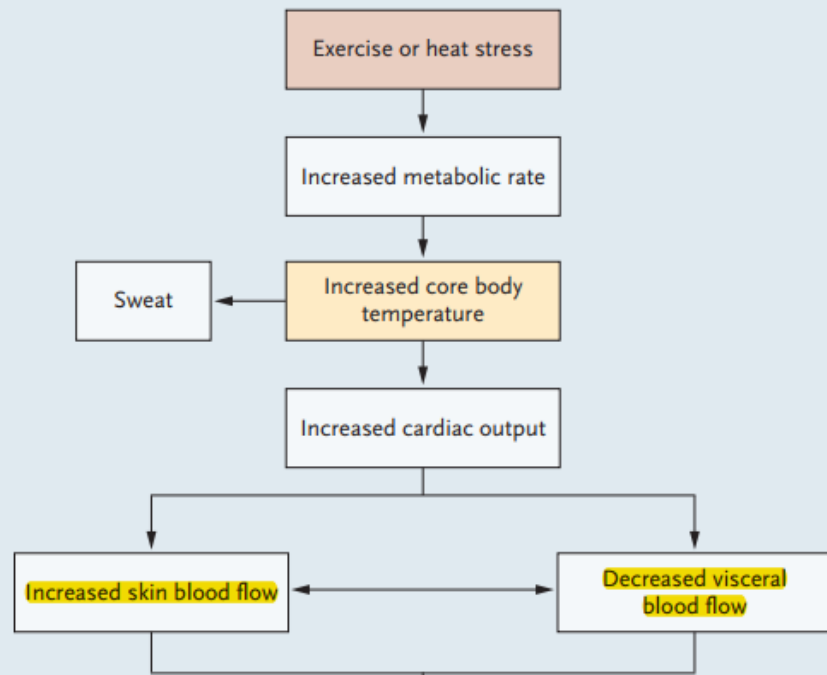 Exercise or heat stress
Increased metabolic rate
Increased core body
temperature
Sweat
Increased cardiac output
Increased skin blood flow
Decreased visceral
blood flow